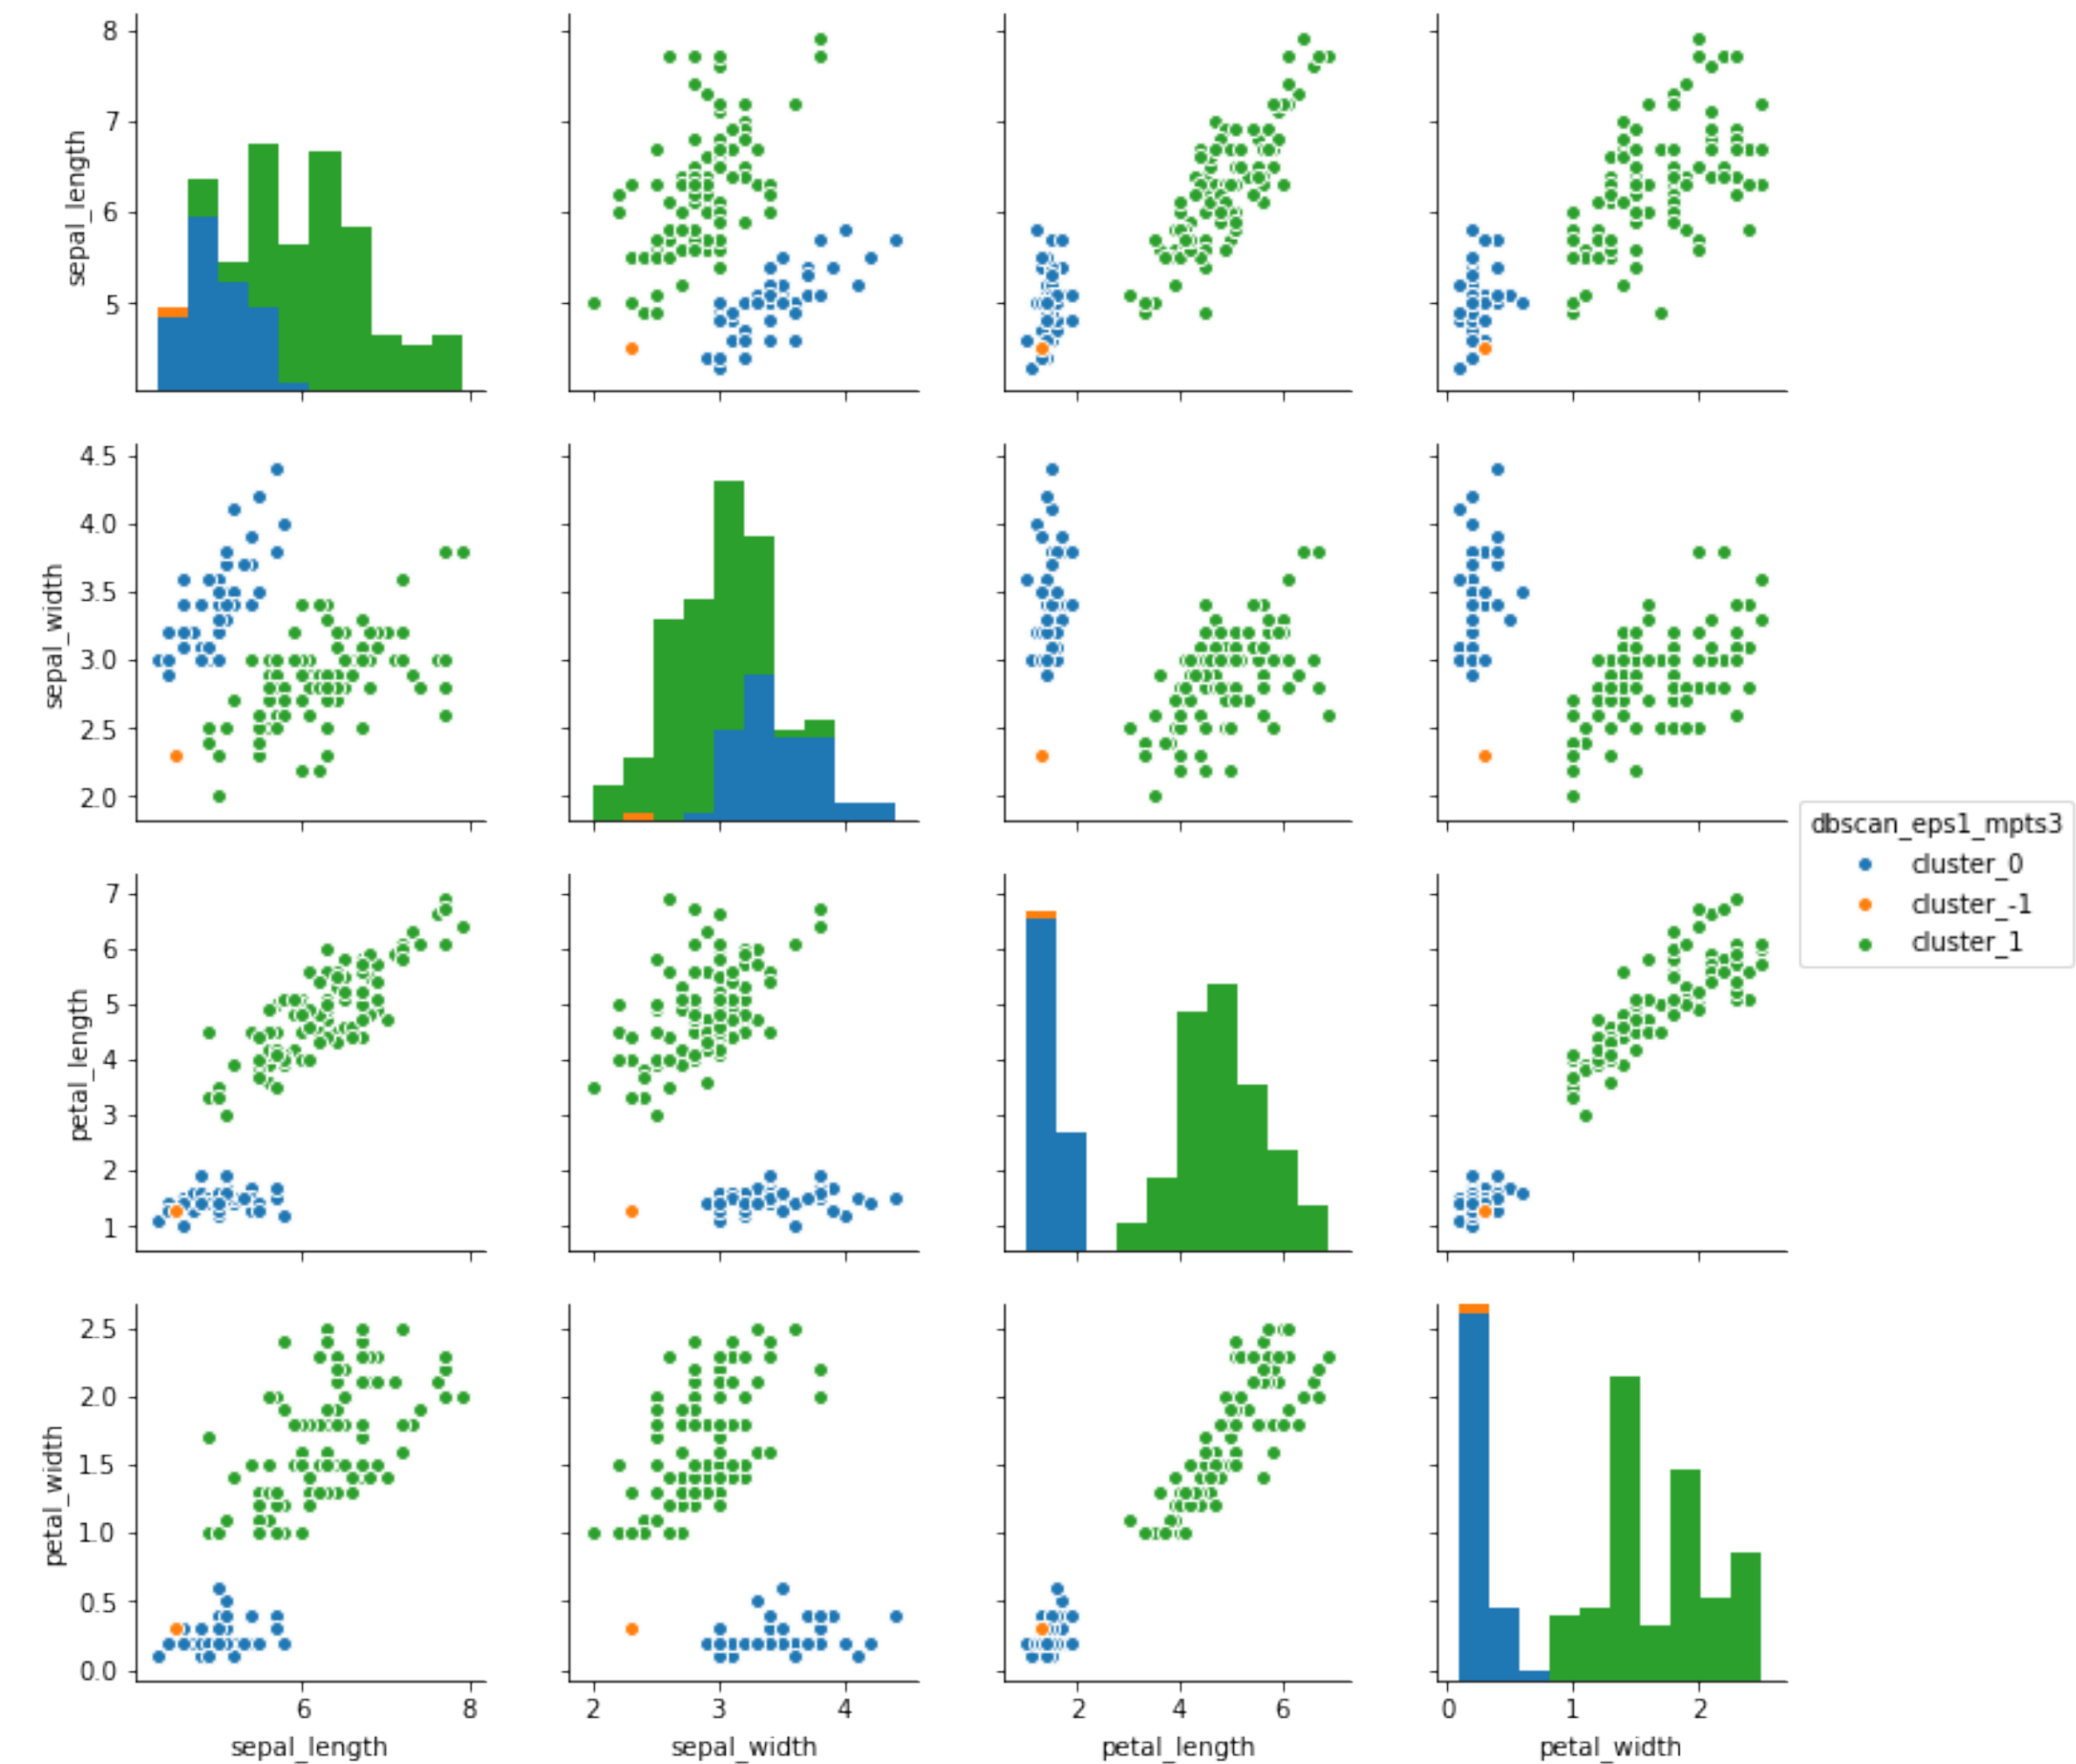 8
7
6
5
sepal_length
4.5
4.0
3.5
3.0
2.5
2.0
sepal_width
dbscan_eps1_mpts3
cluster_0
cluster_-1
cluster_1
7
6
5
4
3
2
1
petal_length
2.5
2.0
1.5
1.0
0.5
0.0
petal_width
6 8 2 3 4 2 4 6 0 1 2
sepal_length sepal_width petal_length petal_width